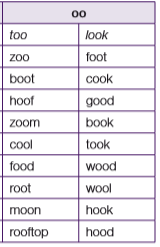 oo
too look
zoo foot
boot cook
hoof good
zoom book
cool took
food wood
root wool
moon hook
rooftop hood